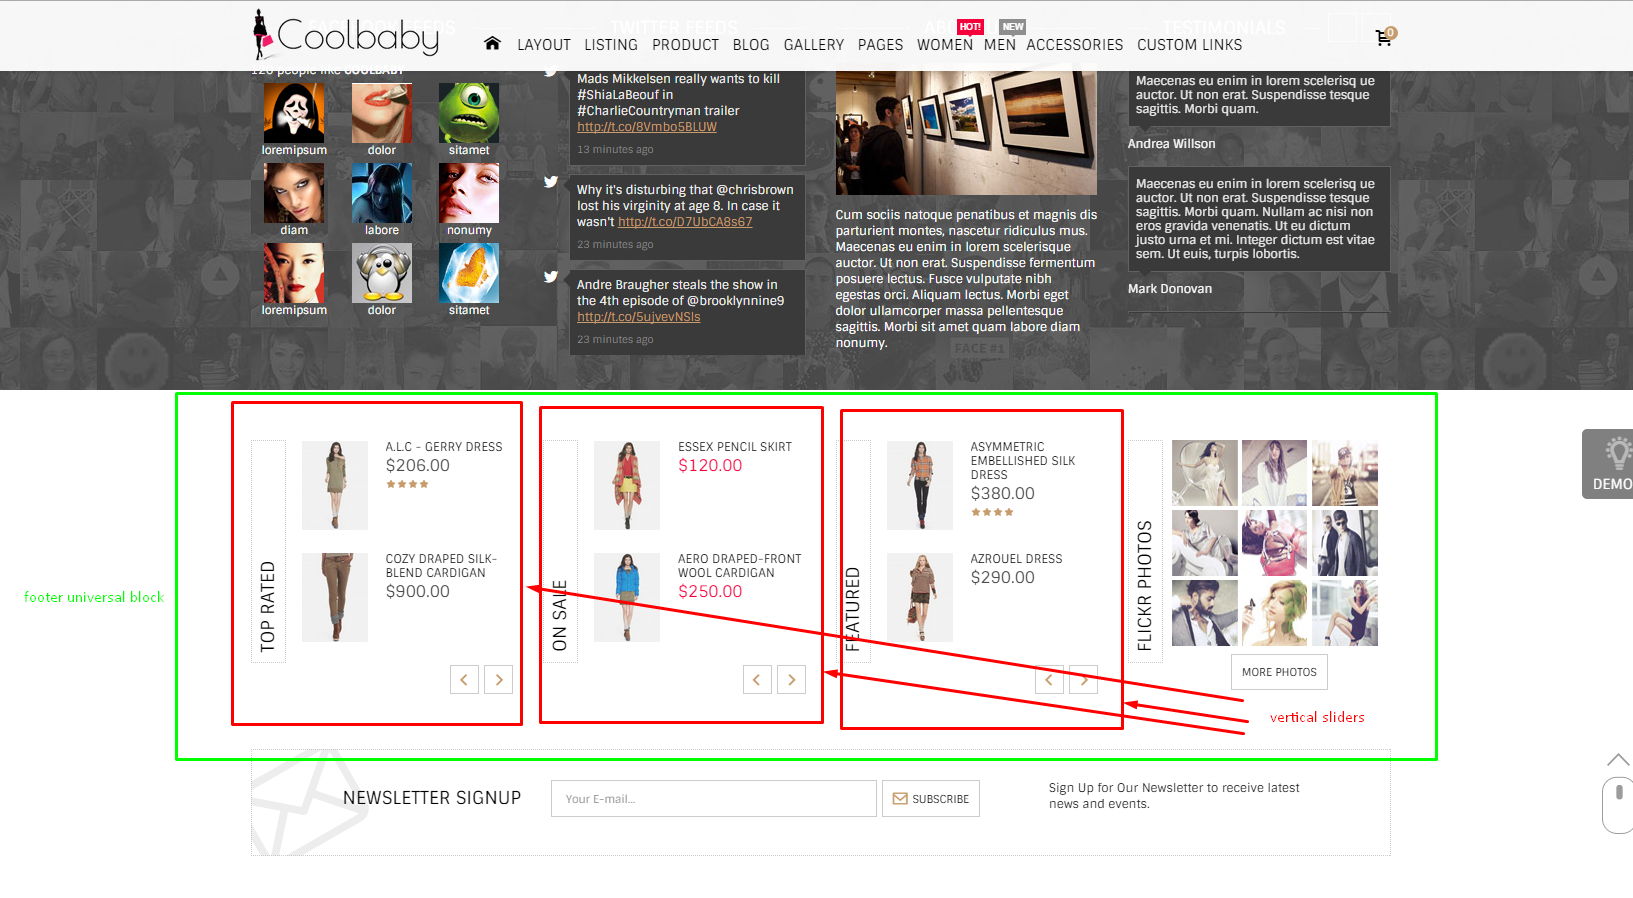 FACEBOOK FEEDS
TWITTER FEEDS
TESTIMONIALS
Coolbaby
LAYOUT LISTING PRODUCT BLOG GALLERY PAGES WOMEN MEN ACCESSORIES CUSTOM LINKS
HOT!
NEW
0
126 people like COOLBABY
loremipsum dolor sitamet
diam labore nonumy
loremipsum dolor sitamet
Mads Mikkelsen really wants to kill
#ShiaLaBeouf in
#CharlieCountryman trailer
http://t.co/8Vmbo5BLUW
13 minutes ago
Why it's disturbing that @chrisbrown
lost his virginity at age 8. In case it
wasn't http://t.co/D7UbCA8s67
23 minutes ago
Andre Braugher steals the show in
the 4th episode of @brooklynnine9
http://t.co/5ujvevNSls
23 minutes ago
Cum sociis natoque penatibus et magnis dis
parturient montes, nascetur ridiculus mus.
Maecenas eu enim in lorem scelerisque
auctor. Ut non erat. Suspendisse fermentum
posuere lectus. Fusce vulputate nibh
egestas orci. Aliquam lectus. Morbi eget
dolor ullamcorper massa pellentesque
sagittis. Morbi sit amet quam labore diam
nonumy.
FACE #1
Maecenas eu enim in lorem scelerisq ue
auctor. Ut non erat. Suspendisse tesque
sagittis. Morbi quam.
Andrea Willson
Maecenas eu enim in lorem scelerisq ue
auctor. Ut non erat. Suspendisse tesque
sagittis. Morbi quam. Nullam ac nisi non
eros gravida venenatis. Ut eu dictum
justo urna et mi. Integer dictum est vitae
sem. Ut euis, turpis lobortis.
Mark Donovan
footer universal block
TOP RATED
A.L.C - GERRY DRESS
$206.00
COZY DRAPED SILK-
BLEND CARDIGAN
$900.00
ON SALE
ESSEX PENCIL SKIRT
$120.00
AERO DRAPED-FRONT
WOOL CARDIGAN
$250.00
FEATURED
ASYMMETRIC
EMBELLISHED SILK
DRESS
$380.00
AZROUEL DRESS
$290.00
FLICKR PHOTOS
MORE PHOTOS
DEMO
vertical sliders
NEWSLETTER SIGNUP
Your E-mail...
SUBSCRIBE
Sign Up for Our Newsletter to receive latest
news and events.